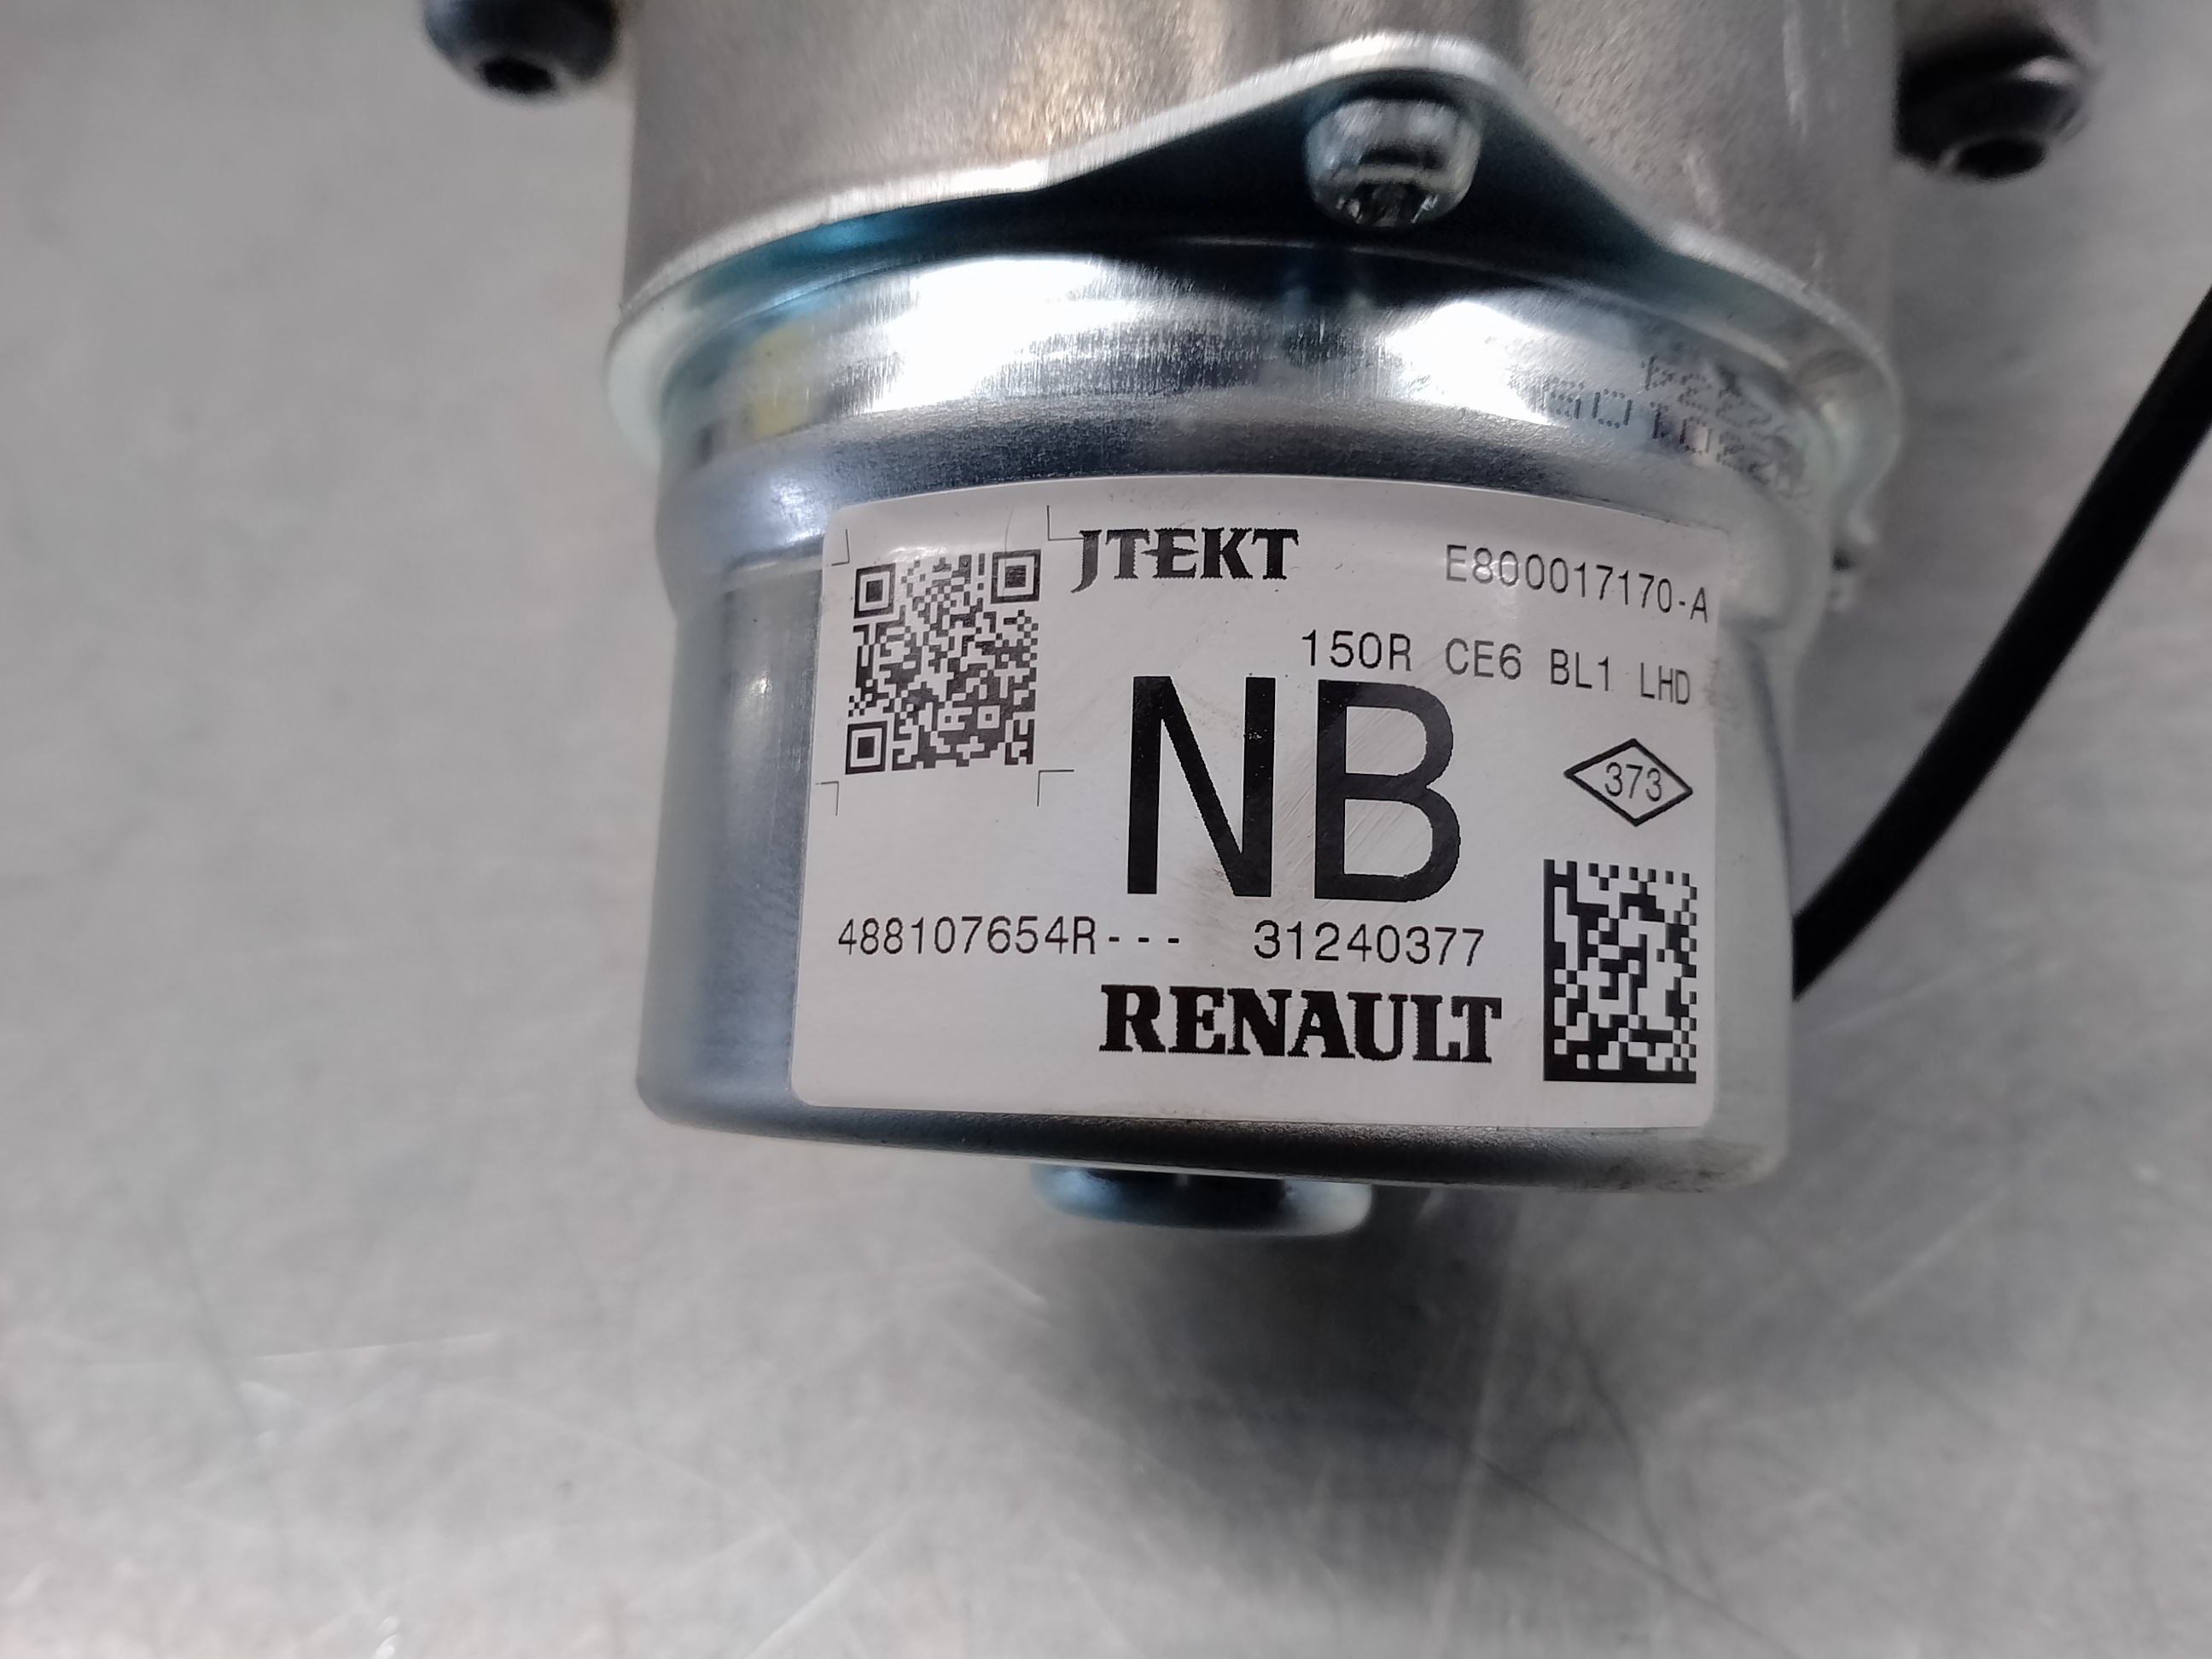 JTEKT E800017170-A
150R CE6 BL1 LHD
NB
373
488107654R--- 31240377
RENAULT